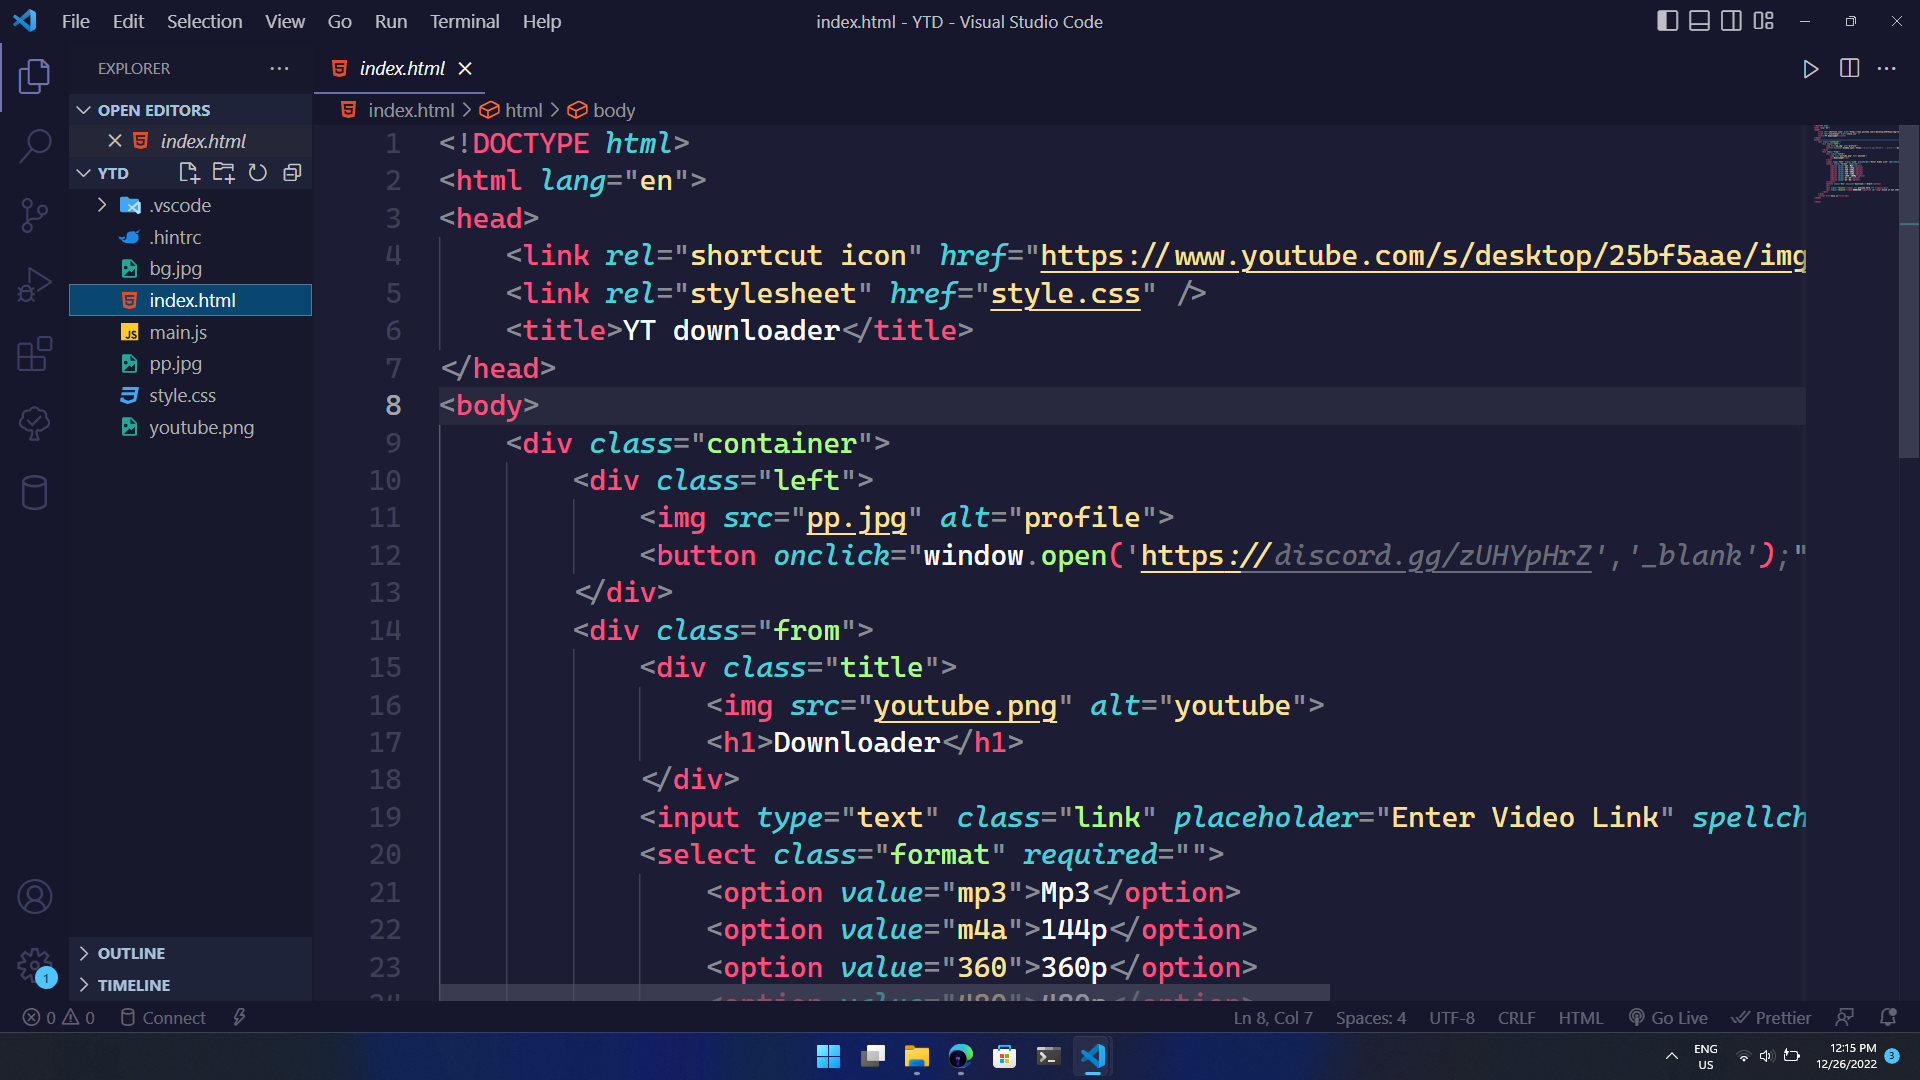 File Edit Selection View Go Run Terminal Help
index.html - YTD - Visual Studio Code
EXPLORER
OPEN EDITORS
index.html
YTD
.vscode
.hintrc
bg.jpg
index.html
main.js
pp.jpg
style.css
youtube.png
OUTLINE
TIMELINE
index.html
index.html > html > body
1 <!DOCTYPE html>
2 <html lang="en">
3 <head>
4 <link rel="shortcut icon" href="https://www.youtube.com/s/desktop/25bf5aae/img
5 <link rel="stylesheet" href="style.css" />
6 <title>YT downloader</title>
7 </head>
8 <body>
9 <div class="container">
10 <div class="left">
11 <img src="pp.jpg" alt="profile">
12 <button onclick="window.open('https://discord.gg/zUHYpHrZ','_blank');"
13 </div>
14 <div class="from">
15 <div class="title">
16 <img src="youtube.png" alt="youtube">
17 <h1>Downloader</h1>
18 </div>
19 <input type="text" class="link" placeholder="Enter Video Link" spellch
20 <select class="format" required="">
21 <option value="mp3">Mp3</option>
22 <option value="m4a">144p</option>
23 <option value="360">360p</option>
24 <option value="480">480p</option>
1
0 0 Connect
Ln 8, Col 7 Spaces: 4 UTF-8 CRLF HTML Go Live Prettier
ENG
US
12:15 PM
12/26/2022
3